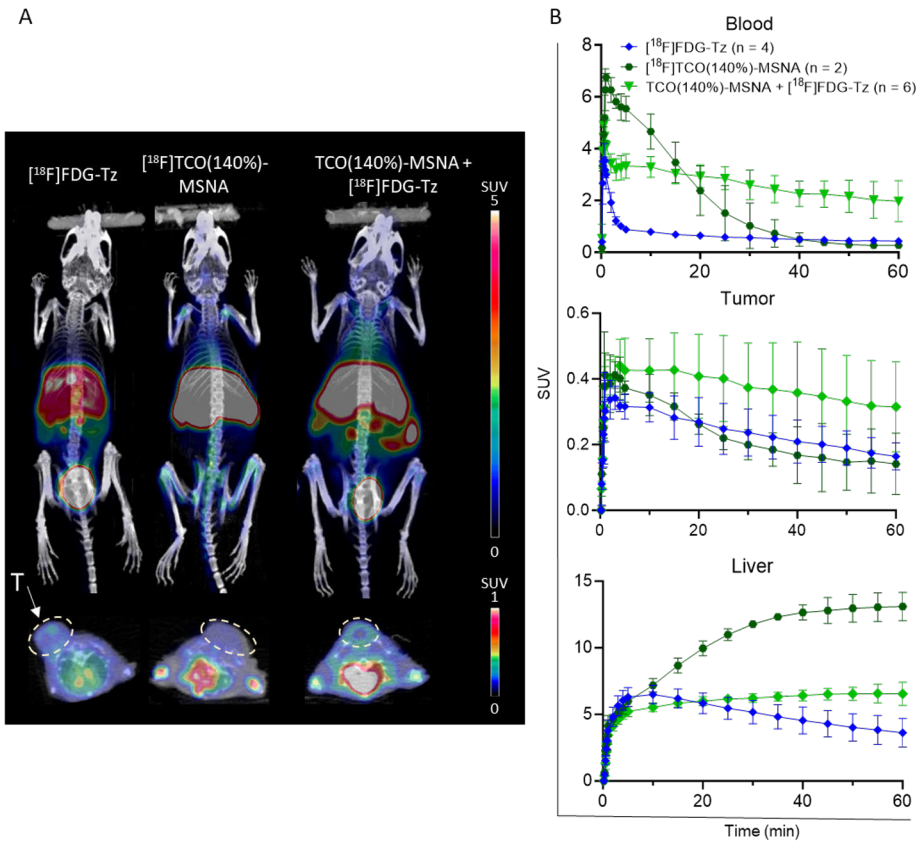 A
[¹⁸F]FDG-Tz
[¹⁸F]TCO(140%)-
MSNA
TCO(140%)-MSNA +
[¹⁸F]FDG-Tz
SUV
5
0
T
SUV
1
0
B
Blood
[¹⁸F]FDG-Tz (n = 4)
[¹⁸F]TCO(140%)-MSNA (n = 2)
TCO(140%)-MSNA + [¹⁸F]FDG-Tz (n = 6)
8
6
4
2
0
0 20 40 60
Tumor
SUV
0.6
0.4
0.2
0.0
0 20 40 60
Liver
15
10
5
0
0 20 40 60
Time (min)